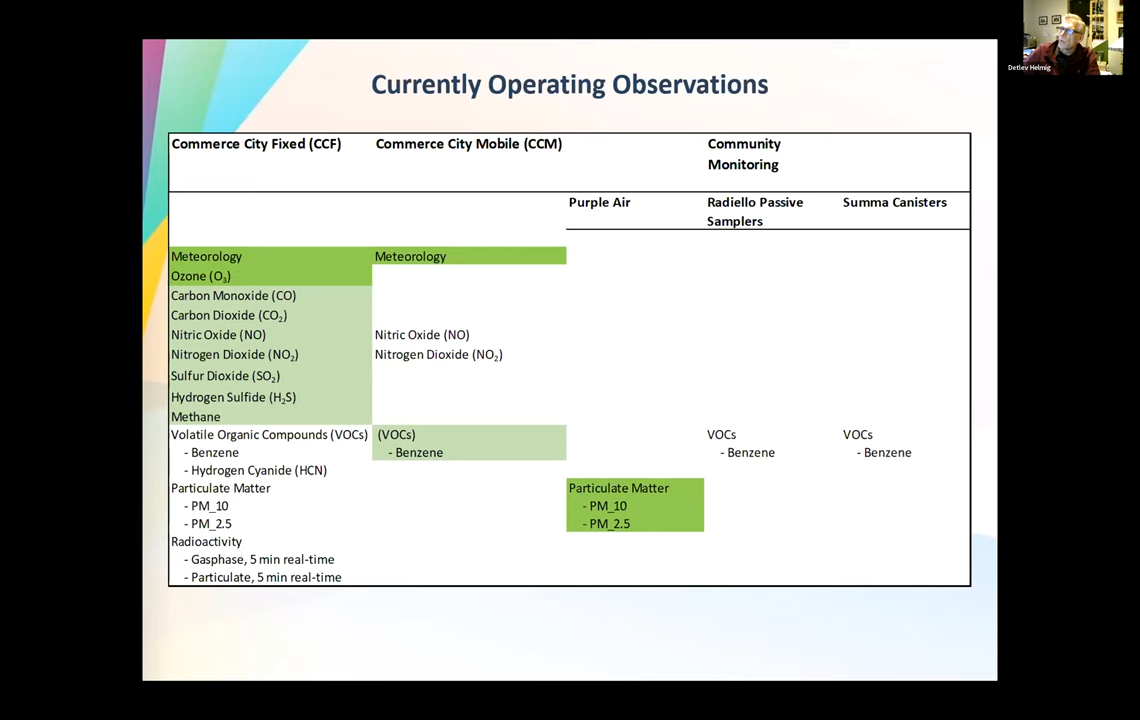 Detlev Helmig
Currently Operating Observations
Commerce City Fixed (CCF) Commerce City Mobile (CCM) Community
Monitoring
Purple Air Radiello Passive Summa Canisters
Samplers
Meteorology Meteorology
Ozone (O₃)
Carbon Monoxide (CO)
Carbon Dioxide (CO₂)
Nitric Oxide (NO) Nitric Oxide (NO)
Nitrogen Dioxide (NO₂) Nitrogen Dioxide (NO₂)
Sulfur Dioxide (SO₂)
Hydrogen Sulfide (H₂S)
Methane
Volatile Organic Compounds (VOCs) (VOCs) VOCs VOCs
- Benzene - Benzene - Benzene - Benzene
- Hydrogen Cyanide (HCN)
Particulate Matter Particulate Matter
- PM_10 - PM_10
- PM_2.5 - PM_2.5
Radioactivity
- Gasphase, 5 min real-time
- Particulate, 5 min real-time